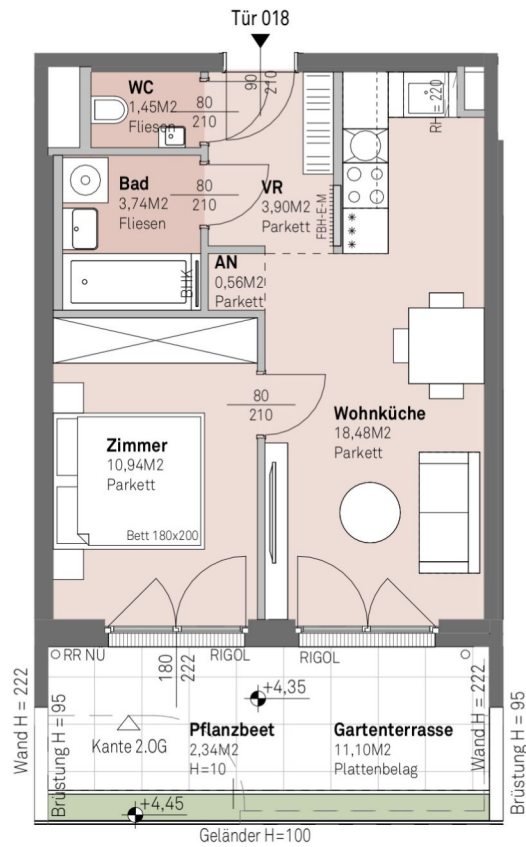 Tür 018
90
210
WC
1,45M2
Fliesen
80
210
RH = 220
Bad
3,74M2
Fliesen
80
210
VR
3,90M2
Parkett
FBH-E-M
AN
0,56M2
Parkett
BHK
80
210
Wohnküche
18,48M2
Parkett
Zimmer
10,94M2
Parkett
Bett 180x200
RR NU
RIGOL
RIGOL
180
222
+4,35
Wand H = 222
Brüstung H = 95
Kante 2.OG
Pflanzbeet
2,34M2
H=10
Gartenterrasse
11,10M2
Plattenbelag
Wand H = 222
Brüstung H = 95
+4,45
Geländer H=100